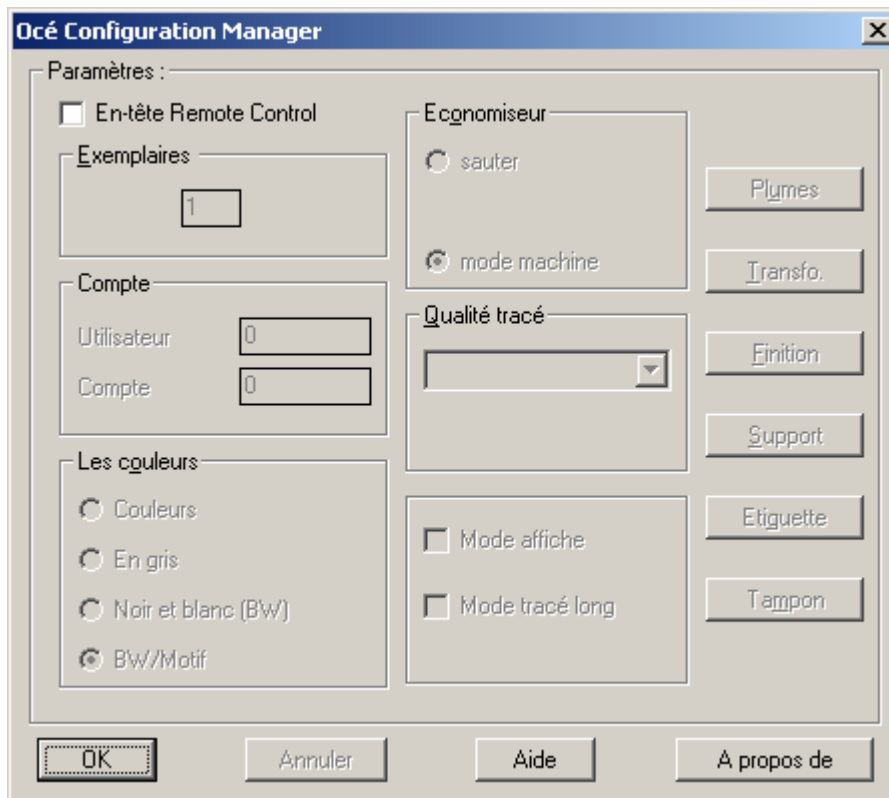 Océ Configuration Manager
Paramètres :
En-tête Remote Control
Exemplaires
1
Compte
Utilisateur 0
Compte 0
Les couleurs
Couleurs
En gris
Noir et blanc (BW)
BW/Motif
Economiseur
sauter
mode machine
Qualité tracé
Mode affiche
Mode tracé long
Plumes
Transfo.
Finition
Support
Etiquette
Tampon
OK Annuler Aide A propos de